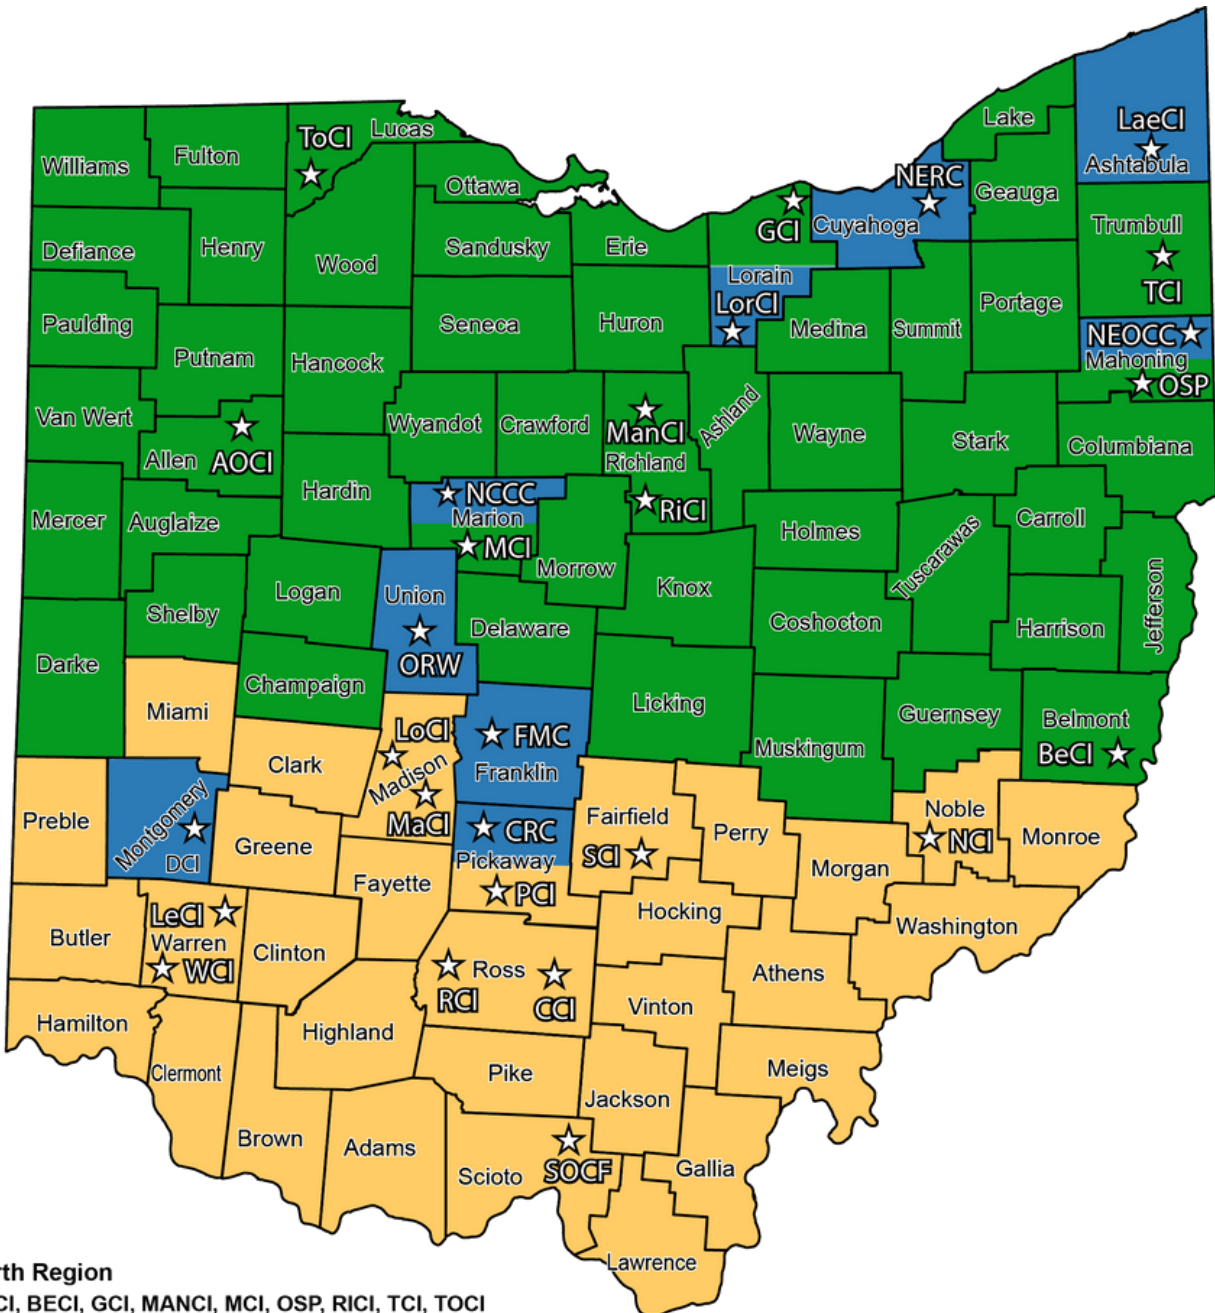 LaeCI
Ashtabula
Lake
ToCI
Lucas
Williams
Fulton
NERC
Geauga
Ottawa
GCI
Cuyahoga
Trumbull
Defiance
Henry
Wood
Sandusky
Erie
TCI
Lorain
LorCI
Portage
Paulding
Seneca
Huron
Medina
Summit
NEOCC
Mahoning
Putnam
Hancock
OSP
Van Wert
Wyandot
Crawford
ManCI
Richland
Ashland
Wayne
Stark
Columbiana
Allen
AOCI
Hardin
NCCC
Marion
RiCI
Mercer
Auglaize
MCI
Holmes
Tuscarawas
Carroll
Morrow
Logan
Union
Knox
Jefferson
Shelby
Delaware
Coshocton
Harrison
Darke
ORW
Champaign
Licking
Miami
Guernsey
Belmont
BeCI
LoCI
FMC
Muskingum
Clark
Madison
Franklin
Preble
Montgomery
DCI
MaCI
CRC
Fairfield
Noble
Greene
Pickaway
SCI
Perry
NCI
Monroe
Fayette
PCI
Morgan
LeCI
Hocking
Butler
Warren
WCI
Clinton
Washington
Ross
RCI
CCI
Athens
Hamilton
Highland
Vinton
Clermont
Pike
Meigs
Jackson
Brown
Adams
Scioto
SOCF
Gallia
Lawrence
rth Region
CI, BECI, GCI, MANCI, MCI, OSP, RICI, TCI, TOCI